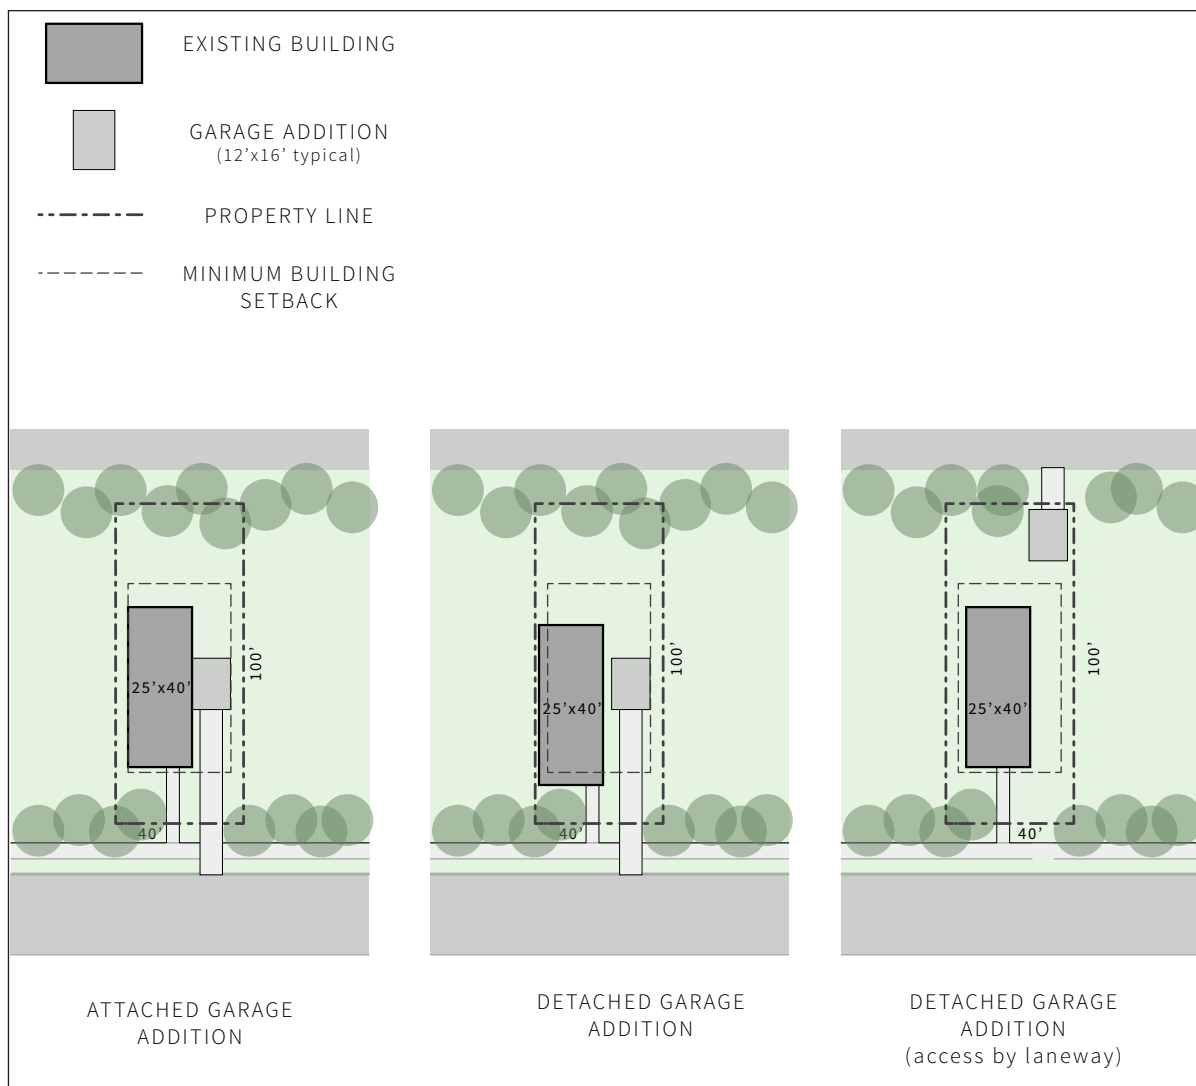 EXISTING BUILDING
GARAGE ADDITION
(12’x16’ typical)
PROPERTY LINE
MINIMUM BUILDING
SETBACK
25’x40’
100’
40’
25’x40’
100’
40’
25’x40’
100’
40’
ATTACHED GARAGE
ADDITION
DETACHED GARAGE
ADDITION
DETACHED GARAGE
ADDITION
(access by laneway)